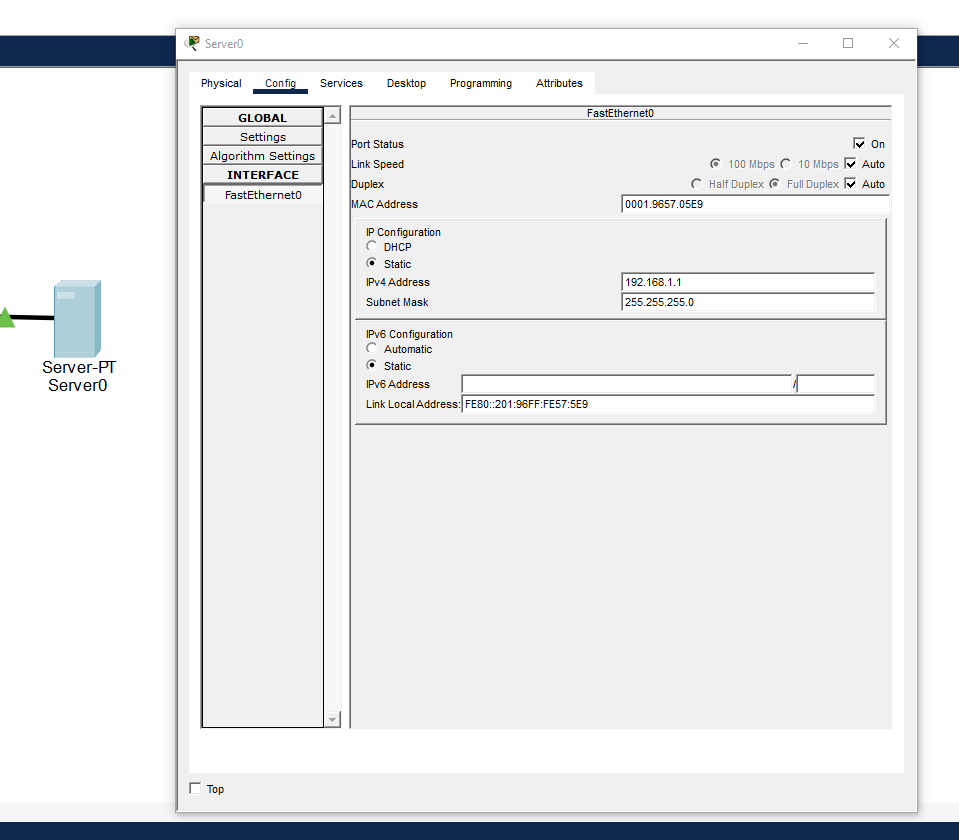 Server0
Physical Config Services Desktop Programming Attributes
GLOBAL
Settings
Algorithm Settings
INTERFACE
FastEthernet0
FastEthernet0
Port Status On
Link Speed 100 Mbps 10 Mbps Auto
Duplex Half Duplex Full Duplex Auto
MAC Address 0001.9657.05E9
IP Configuration
DHCP
Static
IPv4 Address 192.168.1.1
Subnet Mask 255.255.255.0
IPv6 Configuration
Automatic
Static
IPv6 Address /
Link Local Address: FE80::201:96FF:FE57:5E9
Top
Server-PT
Server0